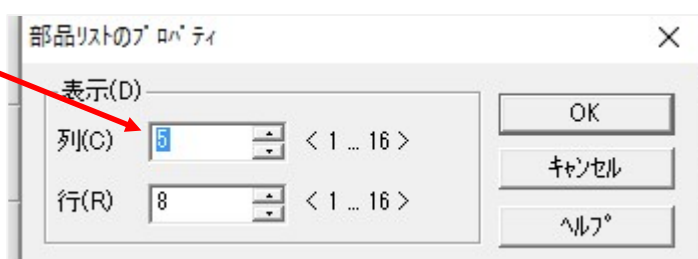 部品ﾘｽﾄのﾌﾟﾛﾊﾟﾃｨ
表示(D)
列(C) 5 < 1 ... 16 >
行(R) 8 < 1 ... 16 >
OK
ｷｬﾝｾﾙ
ﾍﾙﾌﾟ